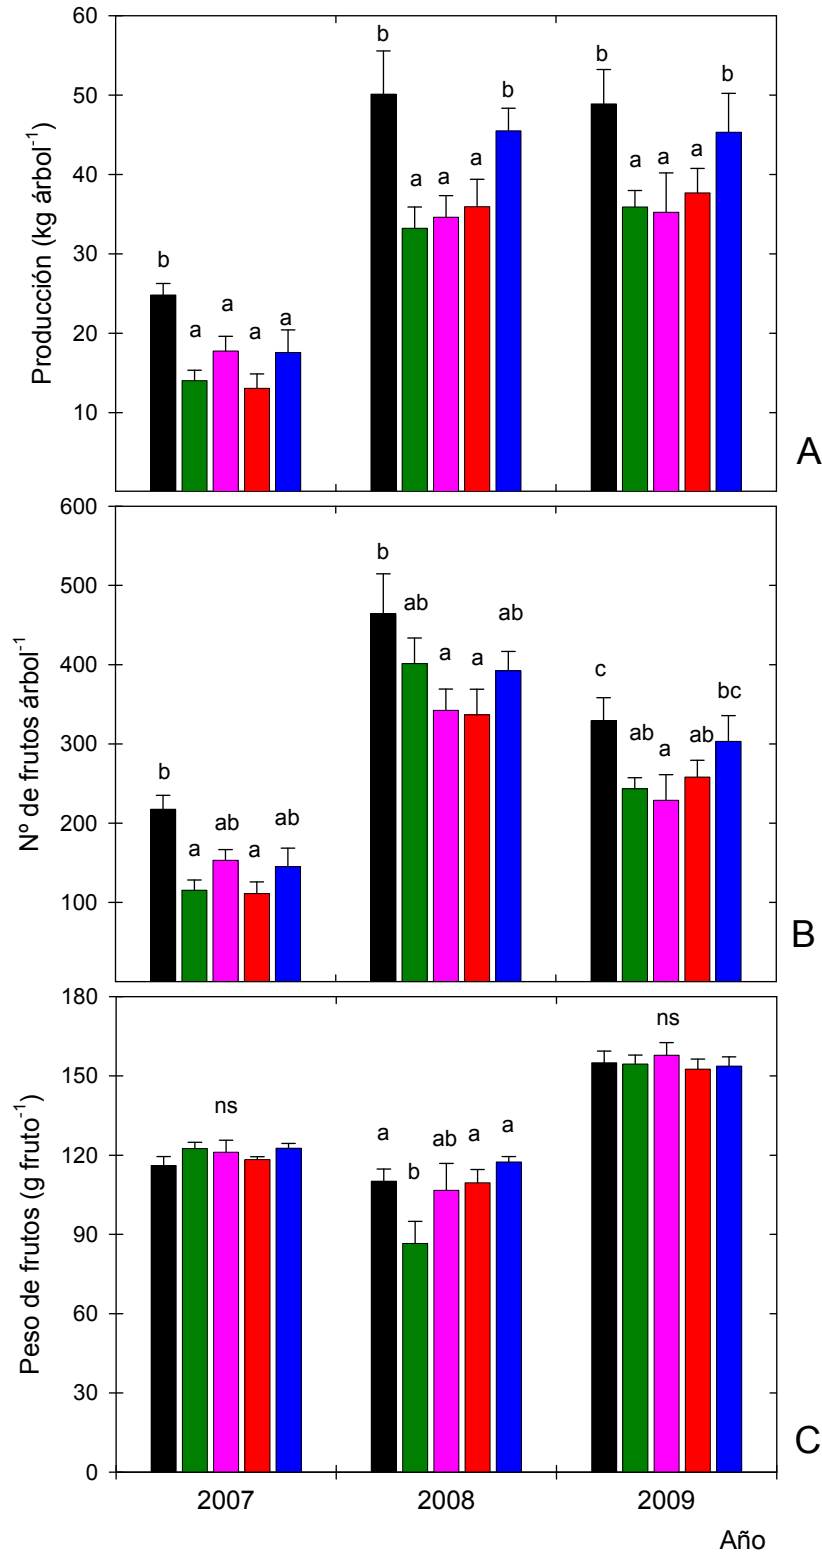 60
50
40
30
20
10
Producción (kg árbol⁻¹)
b
a
a
a
a
b
a
a
a
b
b
a
a
a
b
A
600
500
400
300
200
100
Nº de frutos árbol⁻¹
b
a
ab
a
ab
b
ab
a
a
ab
c
ab
a
ab
bc
B
180
150
120
90
60
30
0
Peso de frutos (g fruto⁻¹)
ns
a
b
ab
a
a
ns
C
2007 2008 2009
Año